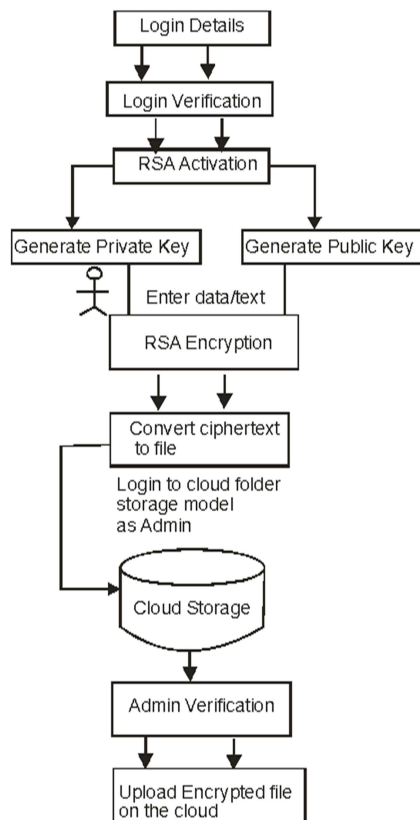 Login Details
Login Verification
RSA Activation
Generate Private Key
Generate Public Key
Enter data/text
RSA Encryption
Convert ciphertext
to file
Login to cloud folder
storage model
as Admin
Cloud Storage
Admin Verification
Upload Encrypted file
on the cloud